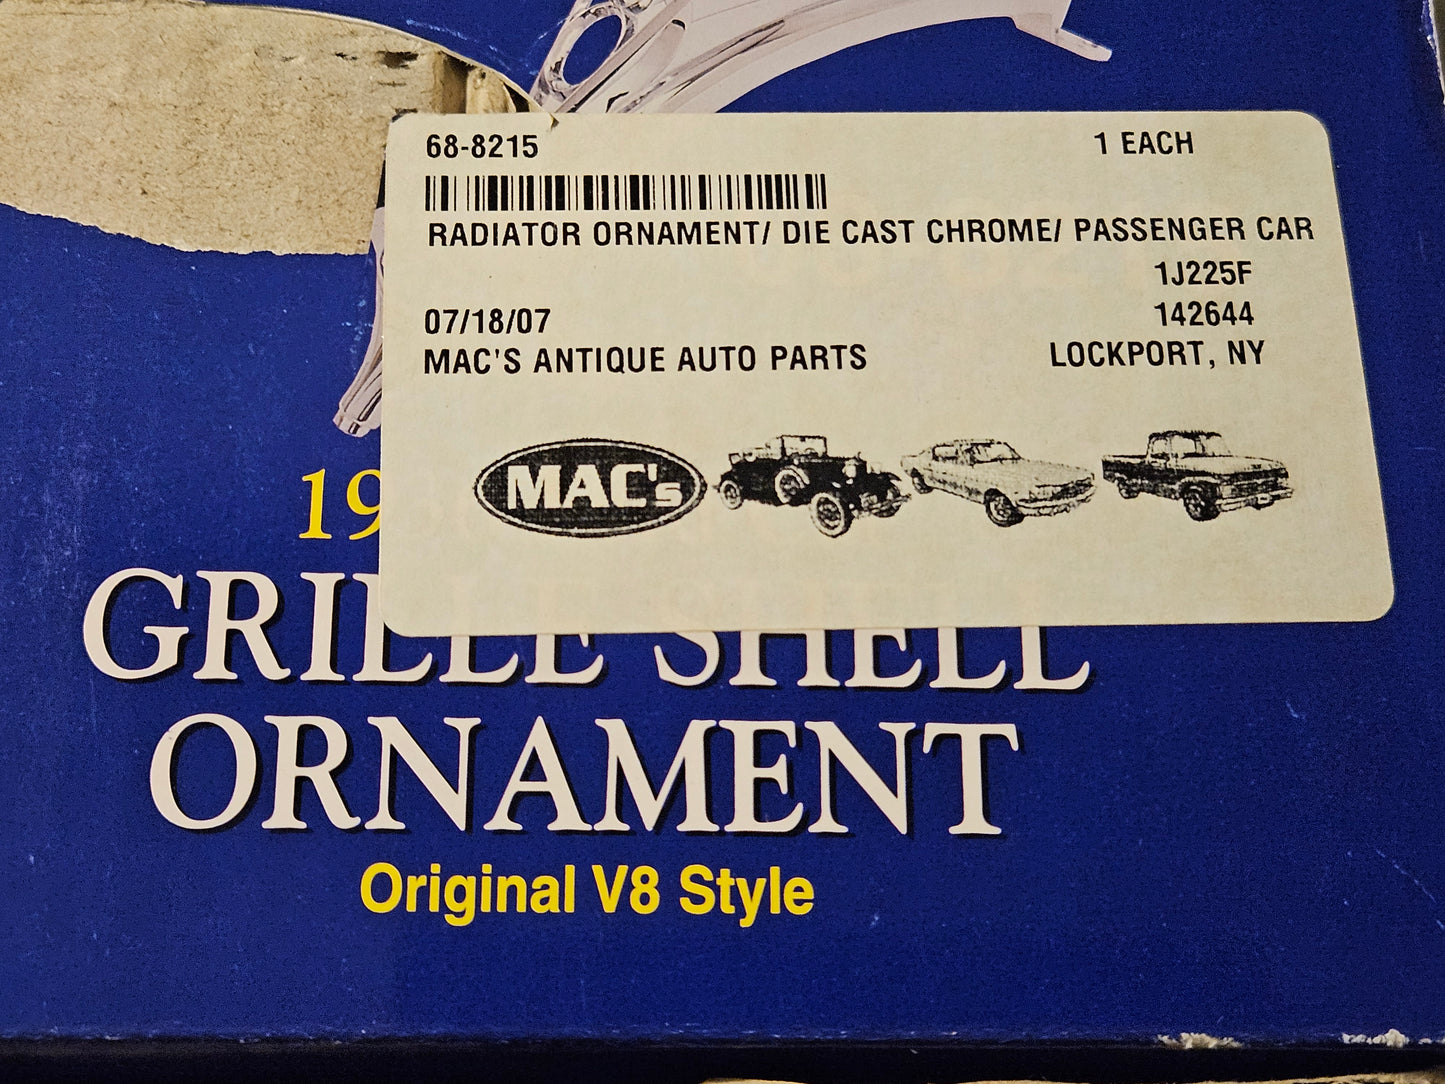 68-8215 1 EACH
RADIATOR ORNAMENT/ DIE CAST CHROME/ PASSENGER CAR
1J225F
07/18/07 142644
MAC'S ANTIQUE AUTO PARTS LOCKPORT, NY
MAC's
19
GRILLE SHELL
ORNAMENT
Original V8 Style